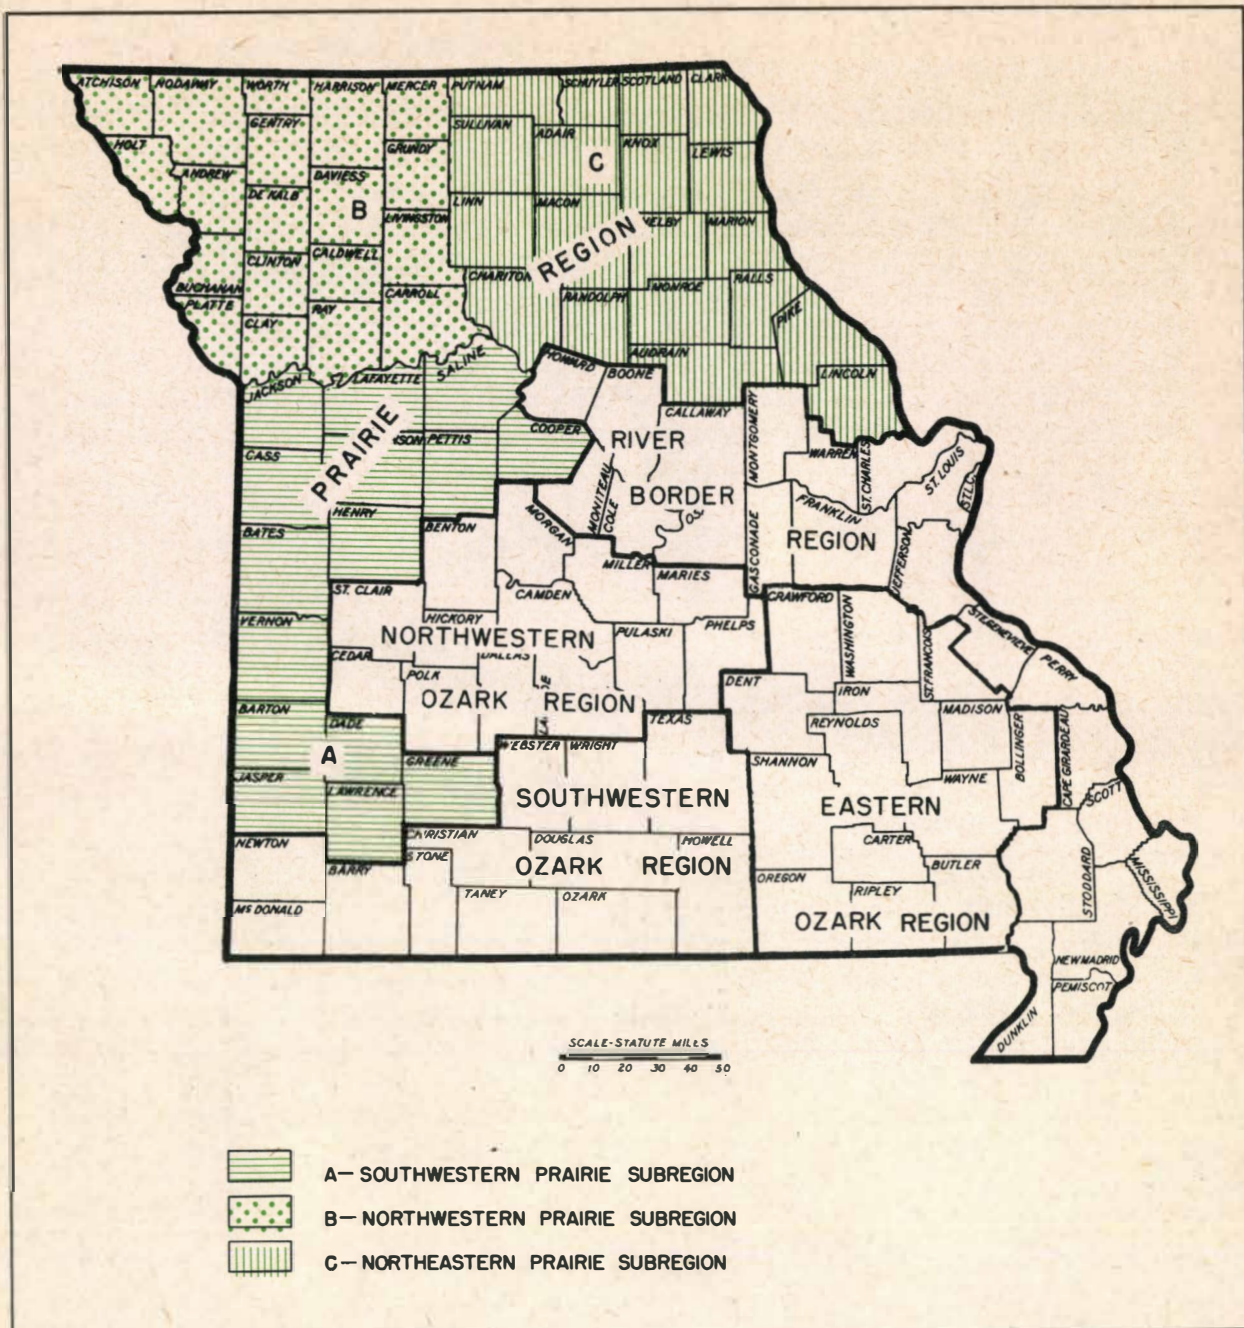 ATCHISON
NODAWAY
WORTH
HARRISON
MERCER
PUTNAM
SCHUYLER
SCOTLAND
CLARK
GENTRY
SULLIVAN
ADAIR
KNOX
LEWIS
HOLT
GRUNDY
C
ANDREW
DE KALB
DAVIESS
B
LIVINGSTON
LINN
MACON
HELBY
MARION
REGION
CLINTON
CALDWELL
CHARITON
RANDOLPH
MONROE
RALLS
BUCHANAN
PLATTE
CARROLL
CLAY
RAY
PIKE
AUDRAIN
JACKSON
LAFAYETTE
SALINE
HOWARD
BOONE
LINCOLN
CALLAWAY
MONTGOMERY
PRAIRIE
CASS
SON
PETTIS
COOPER
RIVER
WARREN
ST. CHARLES
ST. LOUIS
ST.L.C.
MONITEAU
COLE
BORDER
OS
FRANKLIN
HENRY
BENTON
MORGAN
BATES
GASCONADE
REGION
JEFFERSON
MILLER
MARIES
ST. CLAIR
CAMDEN
CRAWFORD
WASHINGTON
VERNON
HICKORY
NORTHWESTERN
PULASKI
PHELPS
ST. FRANCOIS
STE GENEVIEVE
PERRY
CEDAR
POLK
DALLAS
OZARK REGION
LA
DE
DENT
IRON
BARTON
DADE
TEXAS
REYNOLDS
MADISON
BOLLINGER
CAPE GIRARDEAU
A
WEBSTER
WRIGHT
GREENE
SHANNON
JASPER
LAWRENCE
WAYNE
SCOTT
SOUTHWESTERN
EASTERN
NEWTON
CHRISTIAN
DOUGLAS
HOWELL
CARTER
STONE
OZARK REGION
BUTLER
BARRY
OREGON
RIPLEY
STODDARD
MISSISSIPPI
TANEY
OZARK
Mc DONALD
OZARK REGION
NEW MADRID
PEMISCOT
DUNKLIN
SCALE-STATUTE MILES
0 10 20 30 40 50
A— SOUTHWESTERN PRAIRIE SUBREGION
B— NORTHWESTERN PRAIRIE SUBREGION
C— NORTHEASTERN PRAIRIE SUBREGION